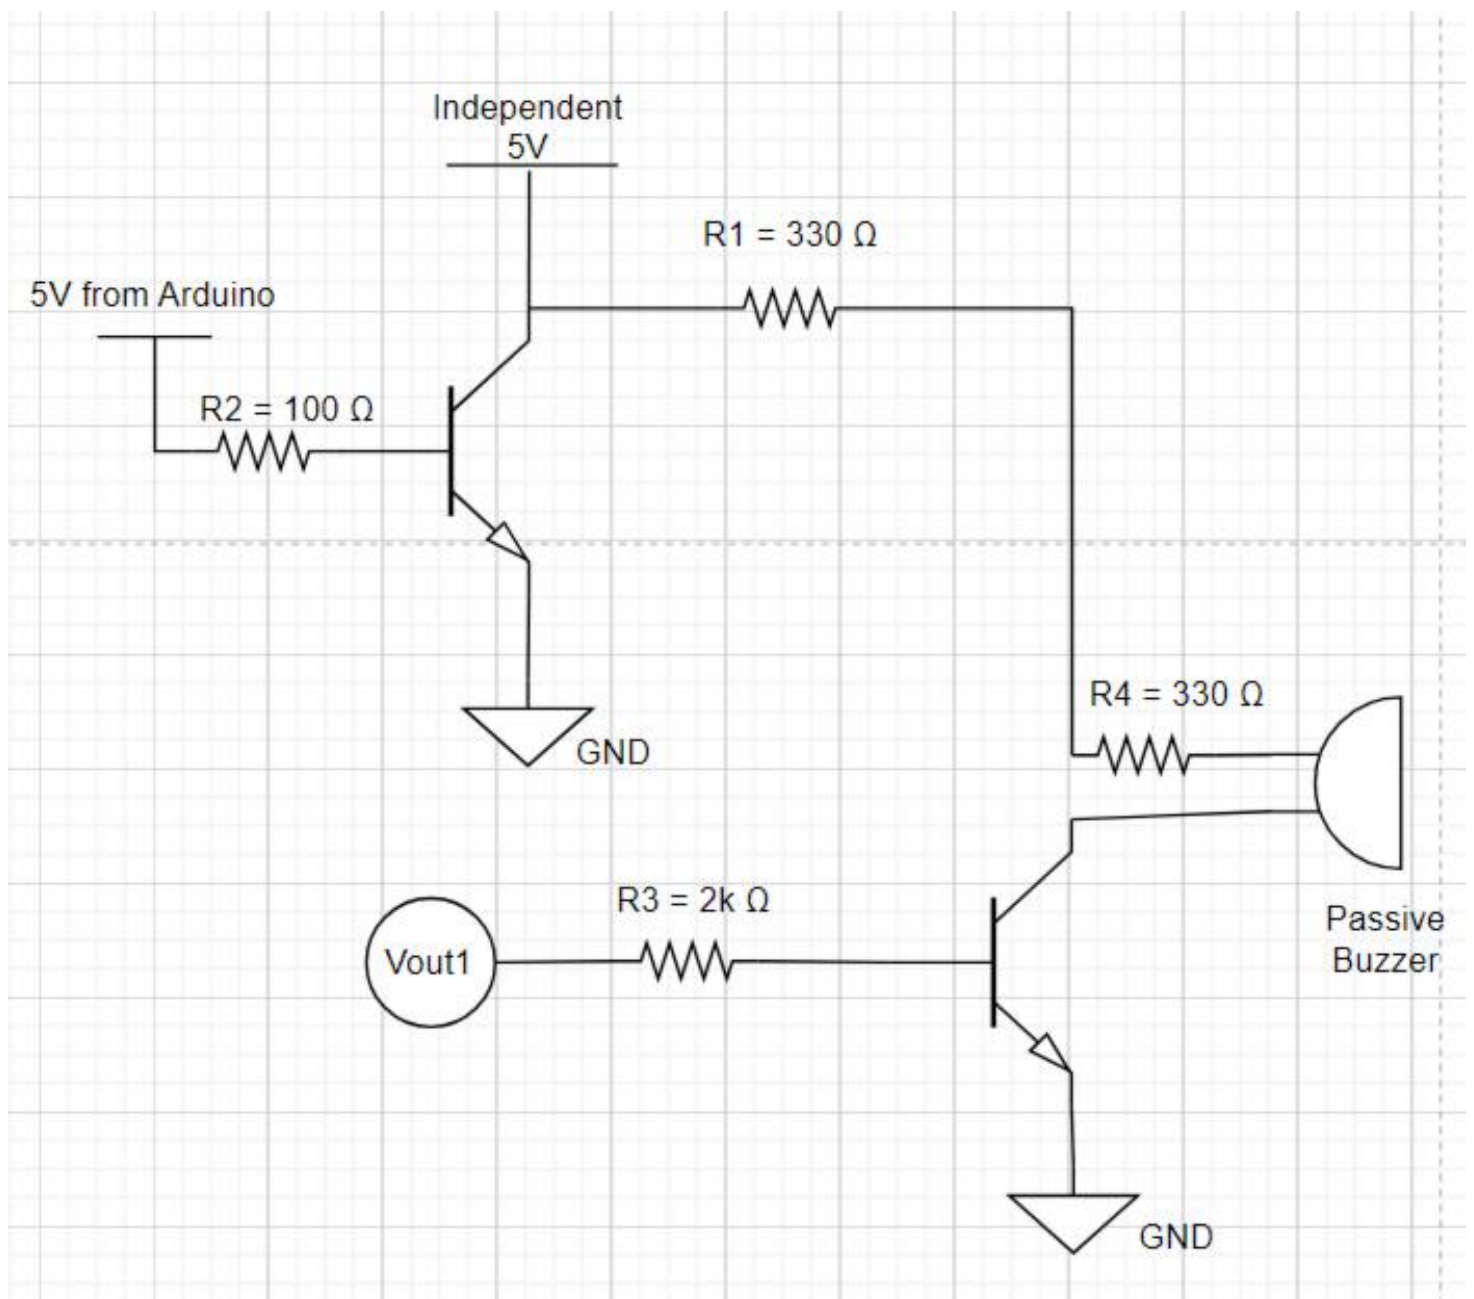 Independent
5V
R1 = 330 Ω
5V from Arduino
R2 = 100 Ω
GND
R4 = 330 Ω
R3 = 2k Ω
Vout1
Passive
Buzzer
GND